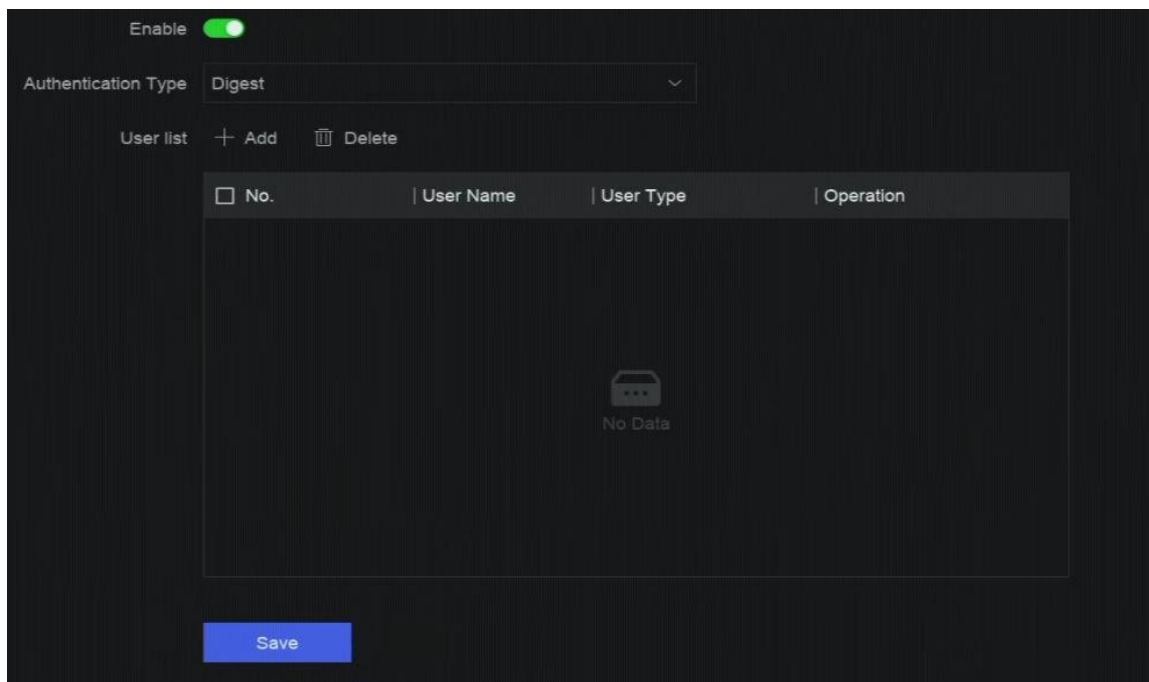 Enable
Authentication Type Digest
User list + Add Delete
No. | User Name | User Type | Operation
No Data
Save